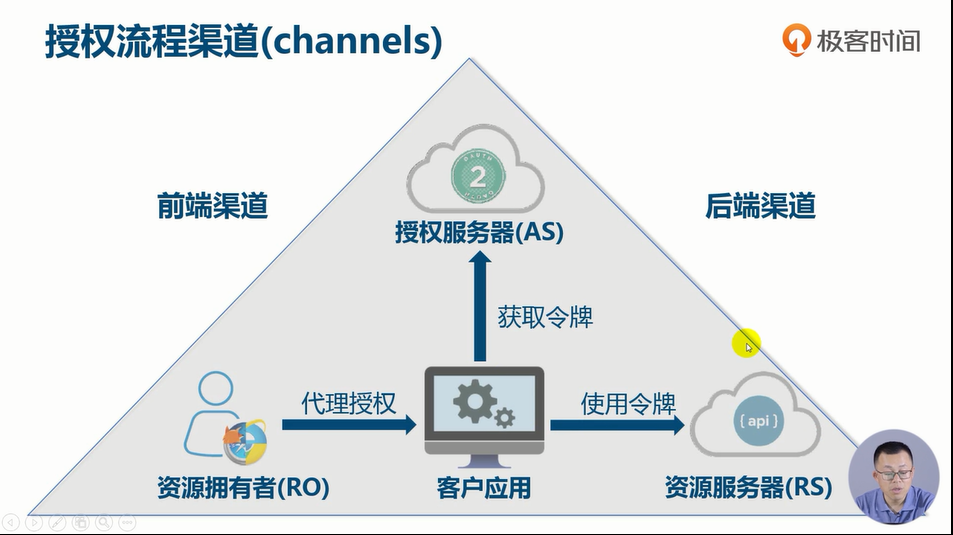 授权流程渠道(channels)
极客时间
前端渠道
后端渠道
2
授权服务器(AS)
获取令牌
代理授权
使用令牌
{api}
资源拥有者(RO)
客户应用
资源服务器(RS)